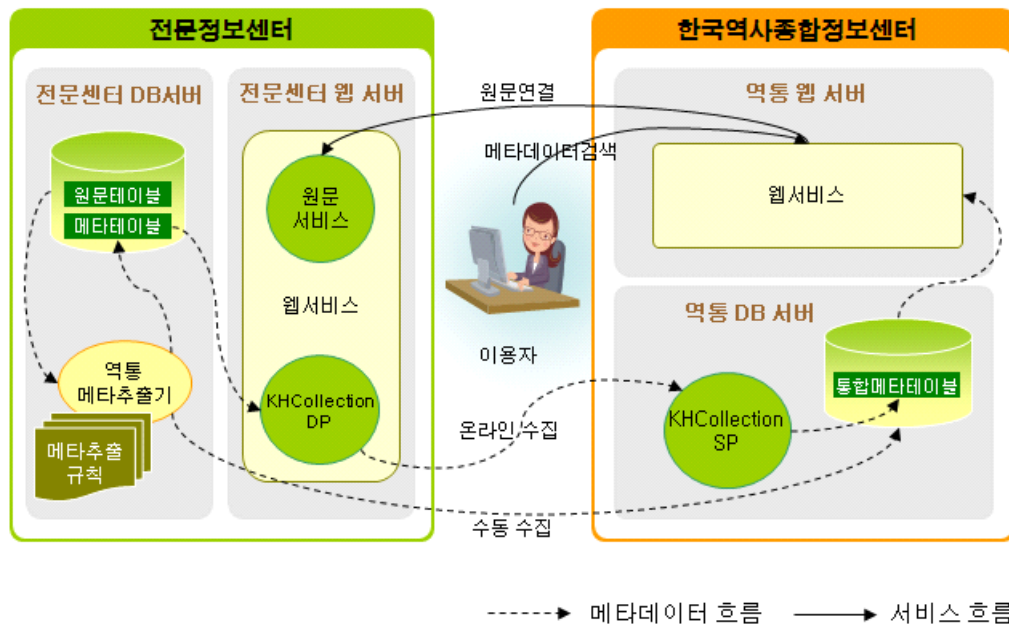 전문정보센터
한국역사종합정보센터
전문센터 DB서버
전문센터 웹 서버
원문연결
역통 웹 서버
메타데이터검색
원문테이블
메타테이블
원문
서비스
웹서비스
웹서비스
역통 DB 서버
이용자
역통
메타추출기
통합메타테이블
KHCollection
DP
KHCollection
SP
온라인 수집
메타추출
규칙
수동 수집
메타데이터 흐름
서비스 흐름